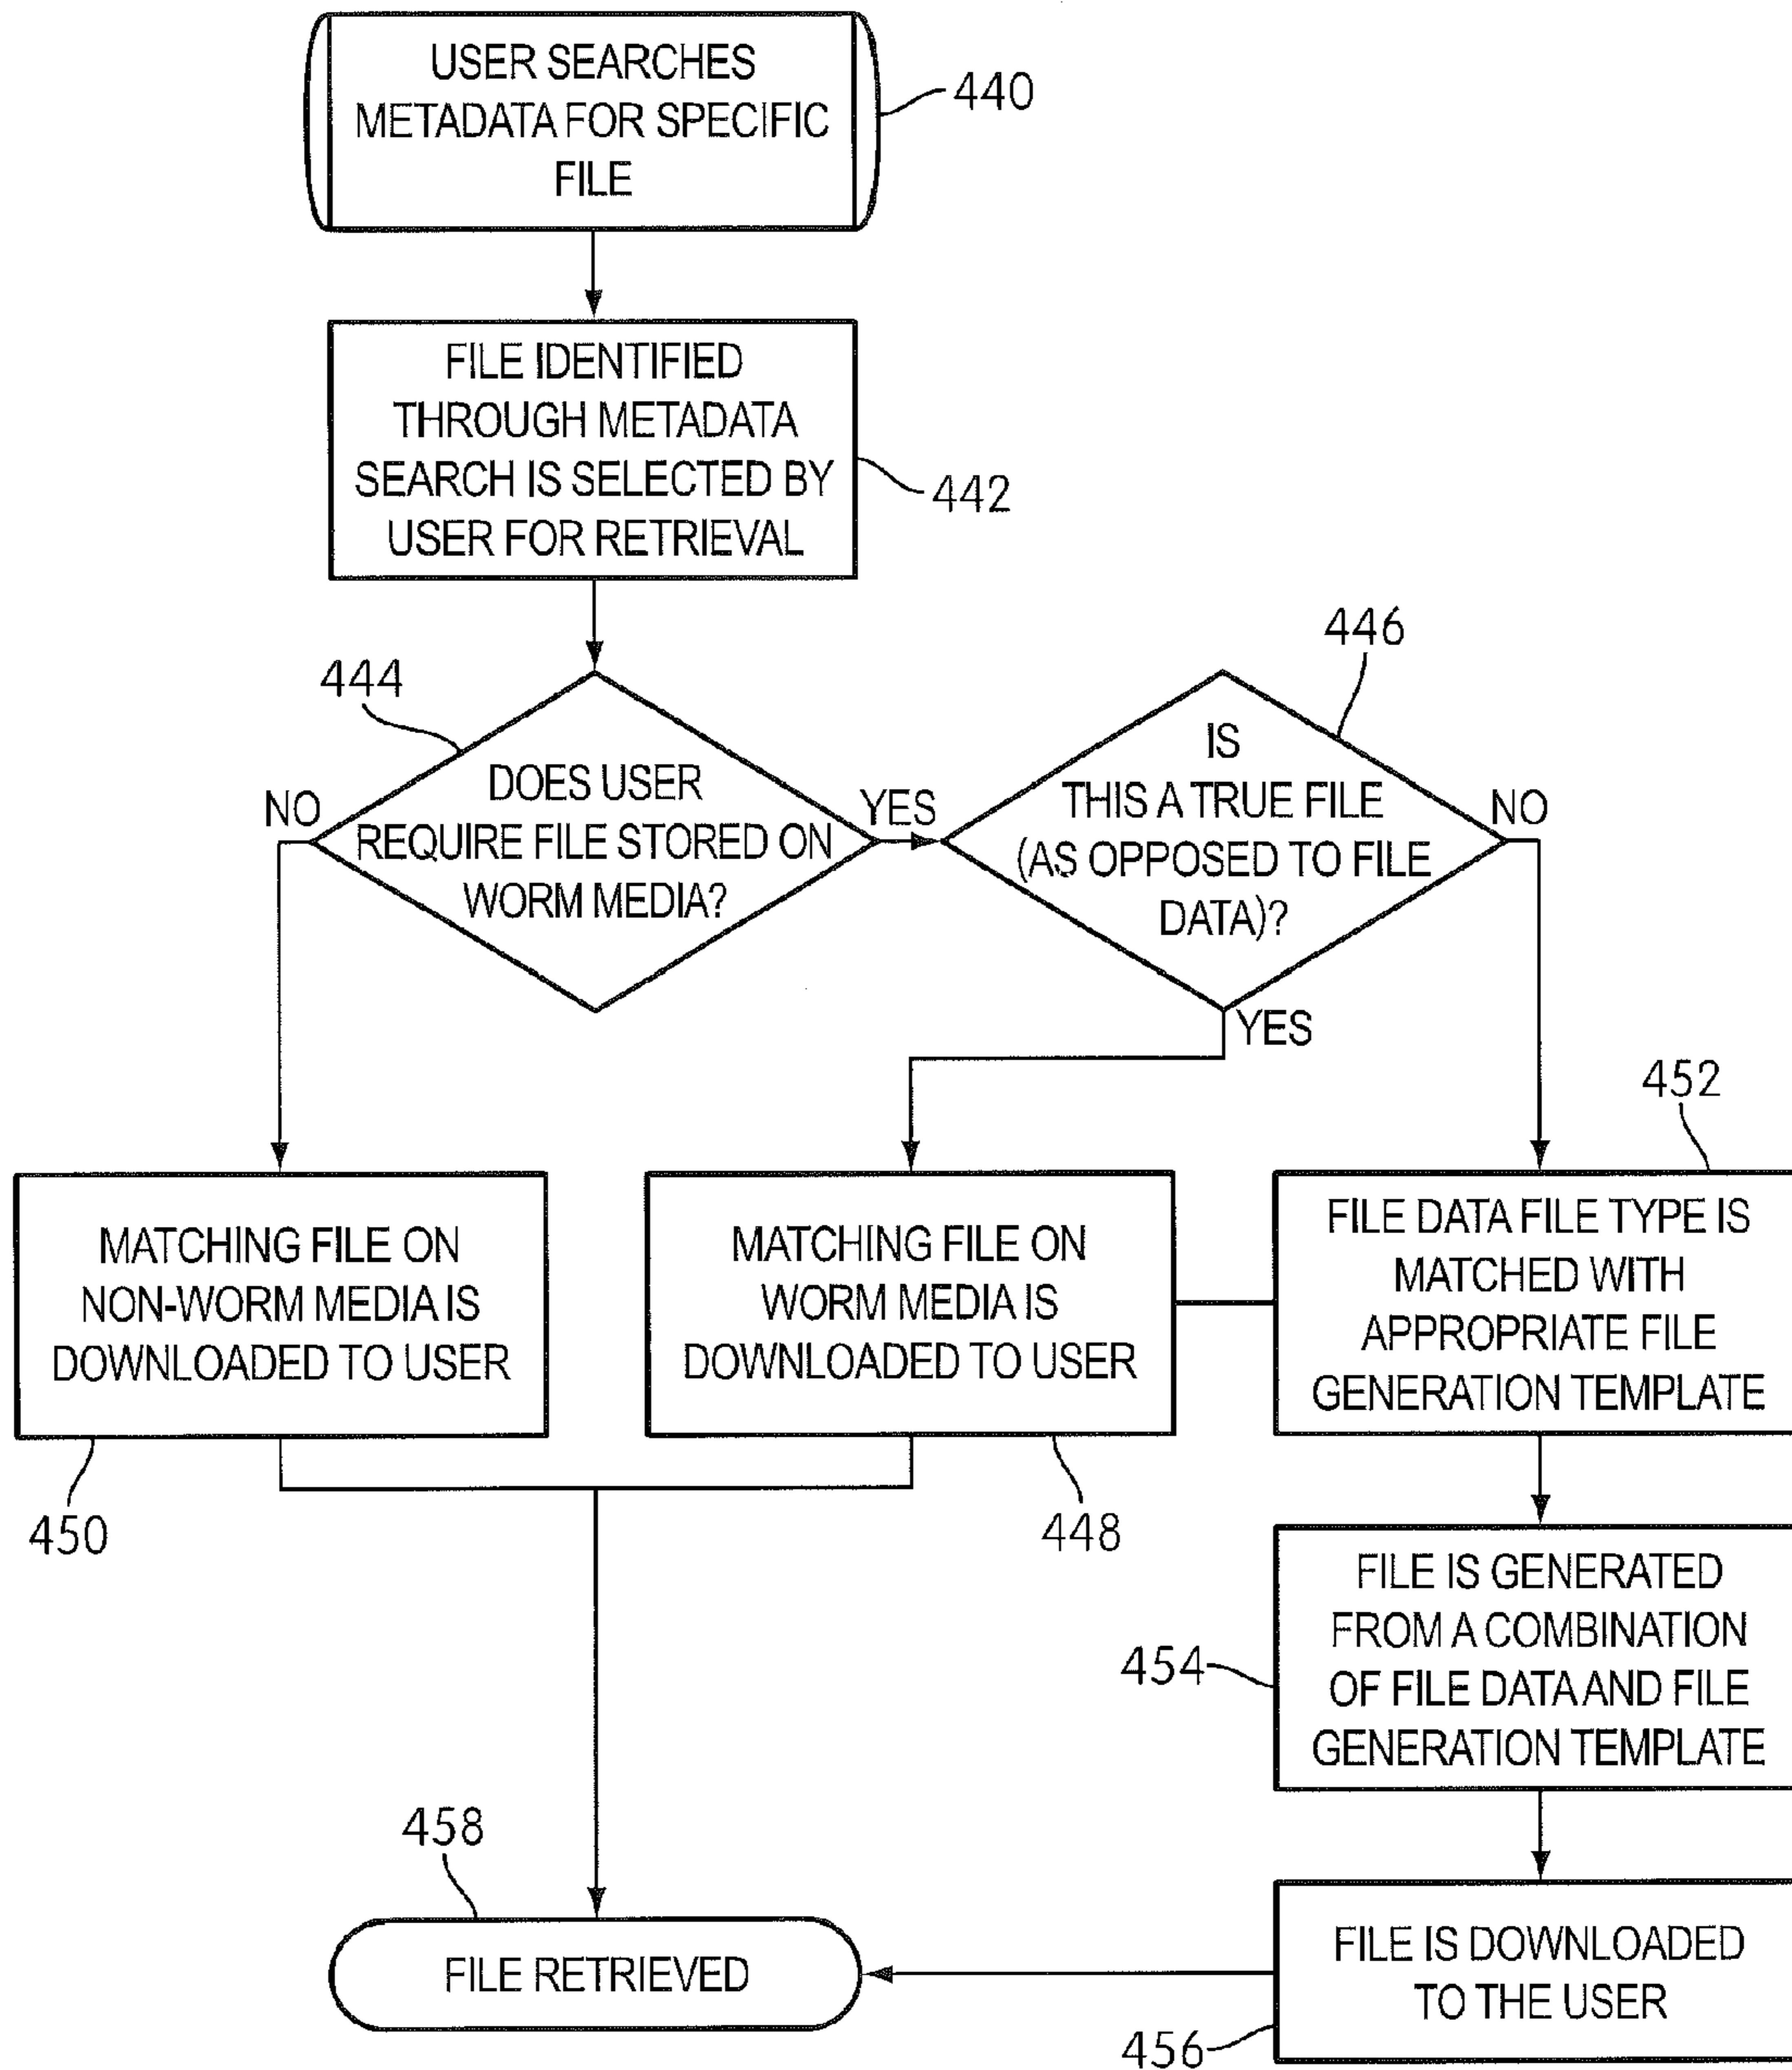 USER SEARCHES
METADATA FOR SPECIFIC
FILE
440
FILE IDENTIFIED
THROUGH METADATA
SEARCH IS SELECTED BY
USER FOR RETRIEVAL
442
444
446
DOES USER
REQUIRE FILE STORED ON
WORM MEDIA?
NO
YES
IS
THIS A TRUE FILE
(AS OPPOSED TO FILE
DATA)?
NO
YES
452
MATCHING FILE ON
NON-WORM MEDIA IS
DOWNLOADED TO USER
450
MATCHING FILE ON
WORM MEDIA IS
DOWNLOADED TO USER
448
FILE DATA FILE TYPE IS
MATCHED WITH
APPROPRIATE FILE
GENERATION TEMPLATE
FILE IS GENERATED
FROM A COMBINATION
OF FILE DATA AND FILE
GENERATION TEMPLATE
454
458
FILE RETRIEVED
FILE IS DOWNLOADED
TO THE USER
456